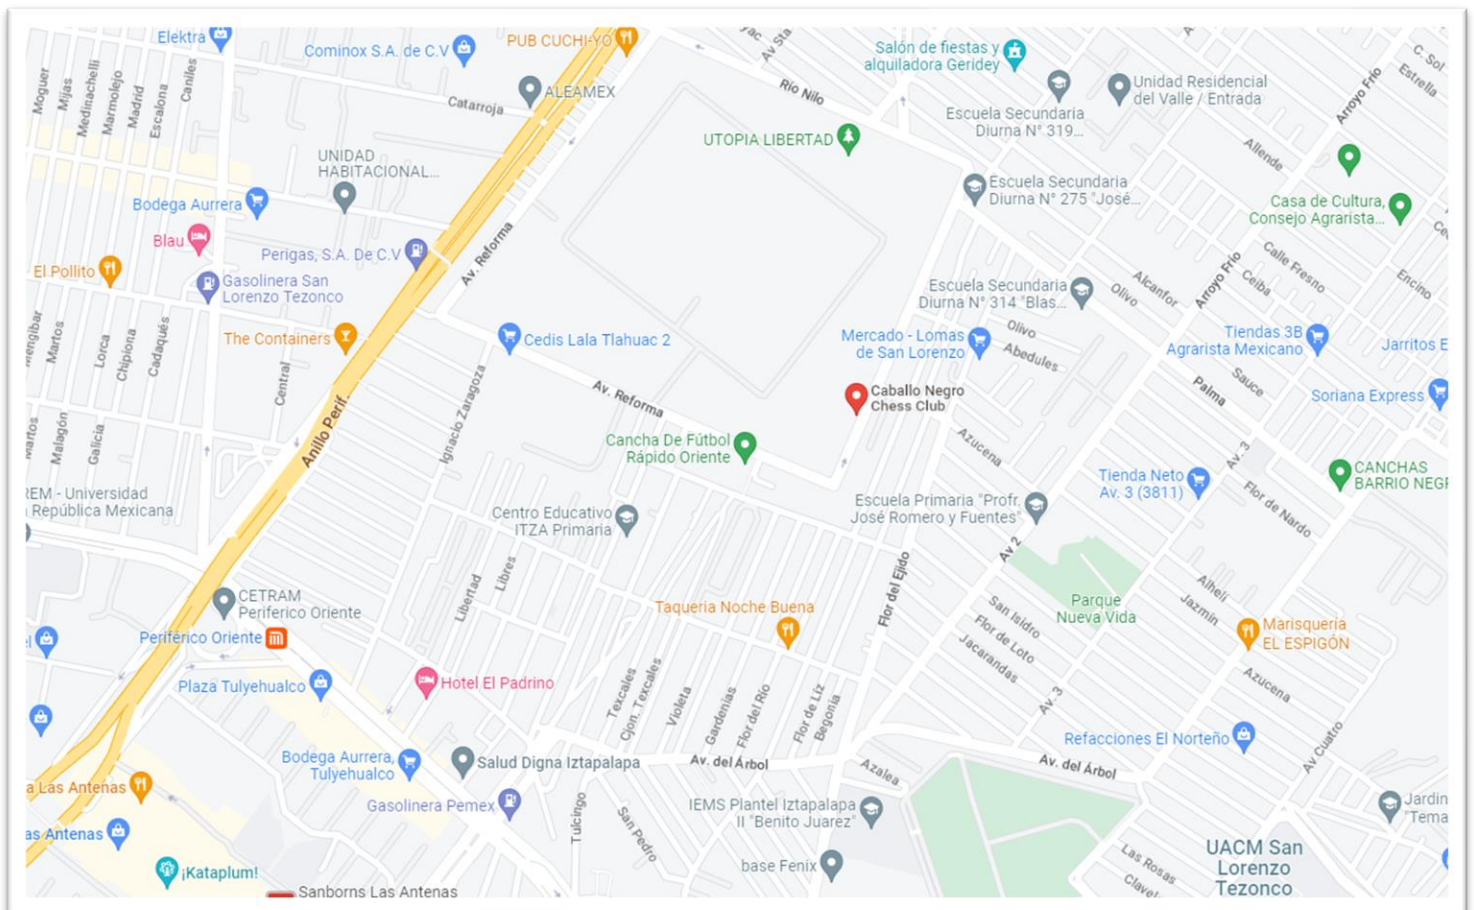 Elektra
Cominox S.A. de C.V
PUB CUCHI-YO
Salón de fiestas y
alquiladora Geridey
C. Sol
Estrella
Moguer
Mijas
Medinachelli
Marmolejo
Madrid
Escalona
Caniles
Catarroja
ALEAMEX
Río Nilo
Unidad Residencial
del Valle / Entrada
Arroyo Frío
Escuela Secundaria
Diurna N° 319...
UTOPIA LIBERTAD
Allende
UNIDAD
HABITACIONAL...
Escuela Secundaria
Diurna N° 275 "José...
Casa de Cultura,
Consejo Agrarista...
Bodega Aurrera
Blau
Perigas, S.A. De C.V
Av. Reforma
El Pollito
Gasolinera San
Lorenzo Tezonco
Escuela Secundaria
Diurna N° 314 "Blas...
Alcanfor
Olivo
Arroyo Frío
Calle Fresno
Ceiba
Encino
The Containers
Cedis Lala Tlahuac 2
Mercado - Lomas
de San Lorenzo
Olivo
Abedules
Tiendas 3B
Agrarista Mexicano
Jarritos E
Martos
Lorca
Chipiona
Cadaqués
Central
Ignacio Zaragoza
Av. Reforma
Caballo Negro
Chess Club
Palma
Sauce
Soriana Express
Martos
Malagón
Galicia
Anillo Perif.
Cancha De Fútbol
Rápido Oriente
Azucena
Av. 3
Tienda Neto
Av. 3 (3811)
CANCHAS
BARRIO NEGR
REM - Universidad
República Mexicana
Centro Educativo
ITZA Primaria
Escuela Primaria "Profr.
José Romero y Fuentes"
Flor de Nardo
Av 2
Libertad
Libres
Flor del Ejido
CETRAM
Periferico Oriente
Taqueria Noche Buena
Parque
Nueva Vida
Alhelí
Jazmín
San Isidro
Flor de Loto
Jacarandas
Marisquería
EL ESPIGÓN
Periférico Oriente
Plaza Tulyehualco
Hotel El Padrino
Texcales
Cjon. Texcales
Violeta
Gardenias
Flor del Río
Flor de Liz
Begonia
Av. 3
Azucena
Refacciones El Norteño
Av Cuatro
Bodega Aurrera,
Tulyehualco
Salud Digna Iztapalapa
Av. del Árbol
Azalea
Av. del Árbol
a Las Antenas
Gasolinera Pemex
Tulcingo
San Pedro
IEMS Plantel Iztapalapa
II "Benito Juarez"
Jardin
"Tema
as Antenas
¡Kataplum!
base Fenix
Las Rosas
Clavel
UACM San
Lorenzo
Tezonco
Sanborns Las Antenas